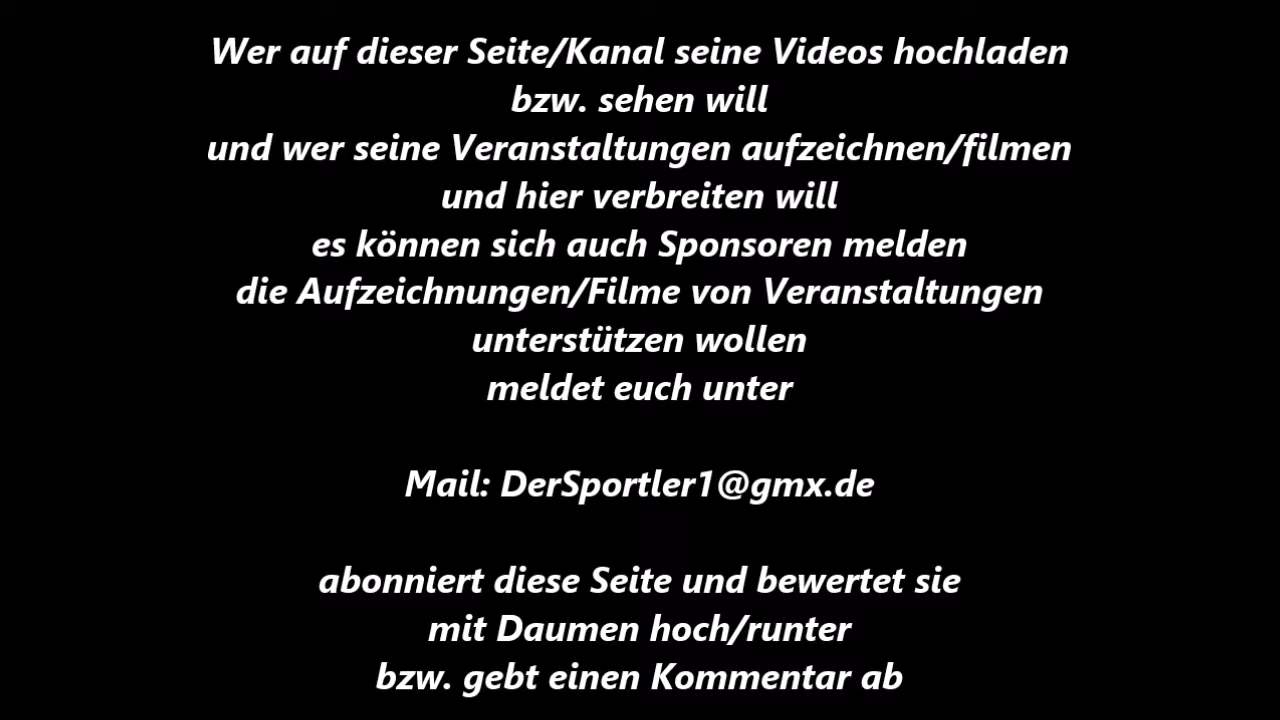 Wer auf dieser Seite/Kanal seine Videos hochladen
bzw. sehen will
und wer seine Veranstaltungen aufzeichnen/filmen
und hier verbreiten will
es können sich auch Sponsoren melden
die Aufzeichnungen/Filme von Veranstaltungen
unterstützen wollen
meldet euch unter
Mail: DerSportler1@gmx.de
abonniert diese Seite und bewertet sie
mit Daumen hoch/runter
bzw. gebt einen Kommentar ab